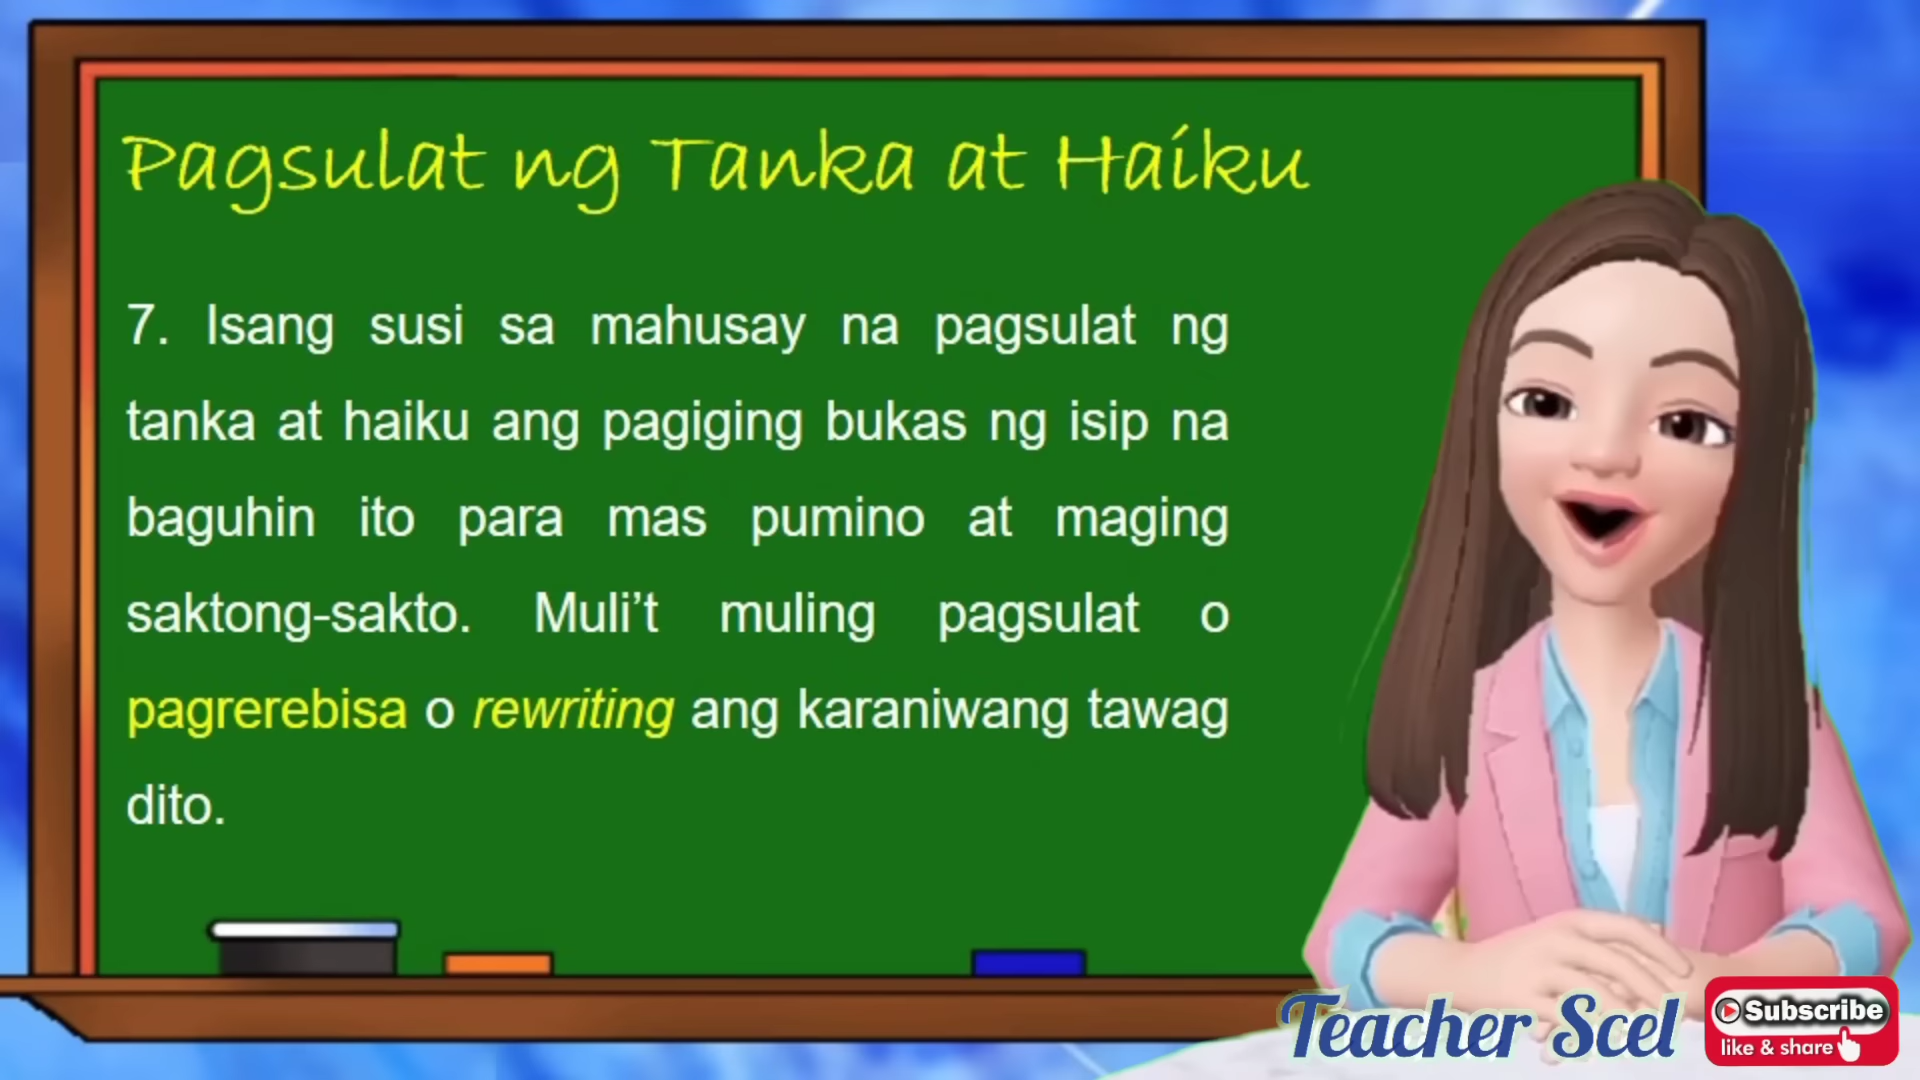 Pagsulat ng Tanka at Haiku
7. Isang susi sa mahusay na pagsulat ng
tanka at haiku ang pagiging bukas ng isip na
baguhin ito para mas pumino at maging
saktong-sakto. Muli’t muling pagsulat o
pagrerebisa o rewriting ang karaniwang tawag
dito.
Teacher Scel
Subscribe
like & share